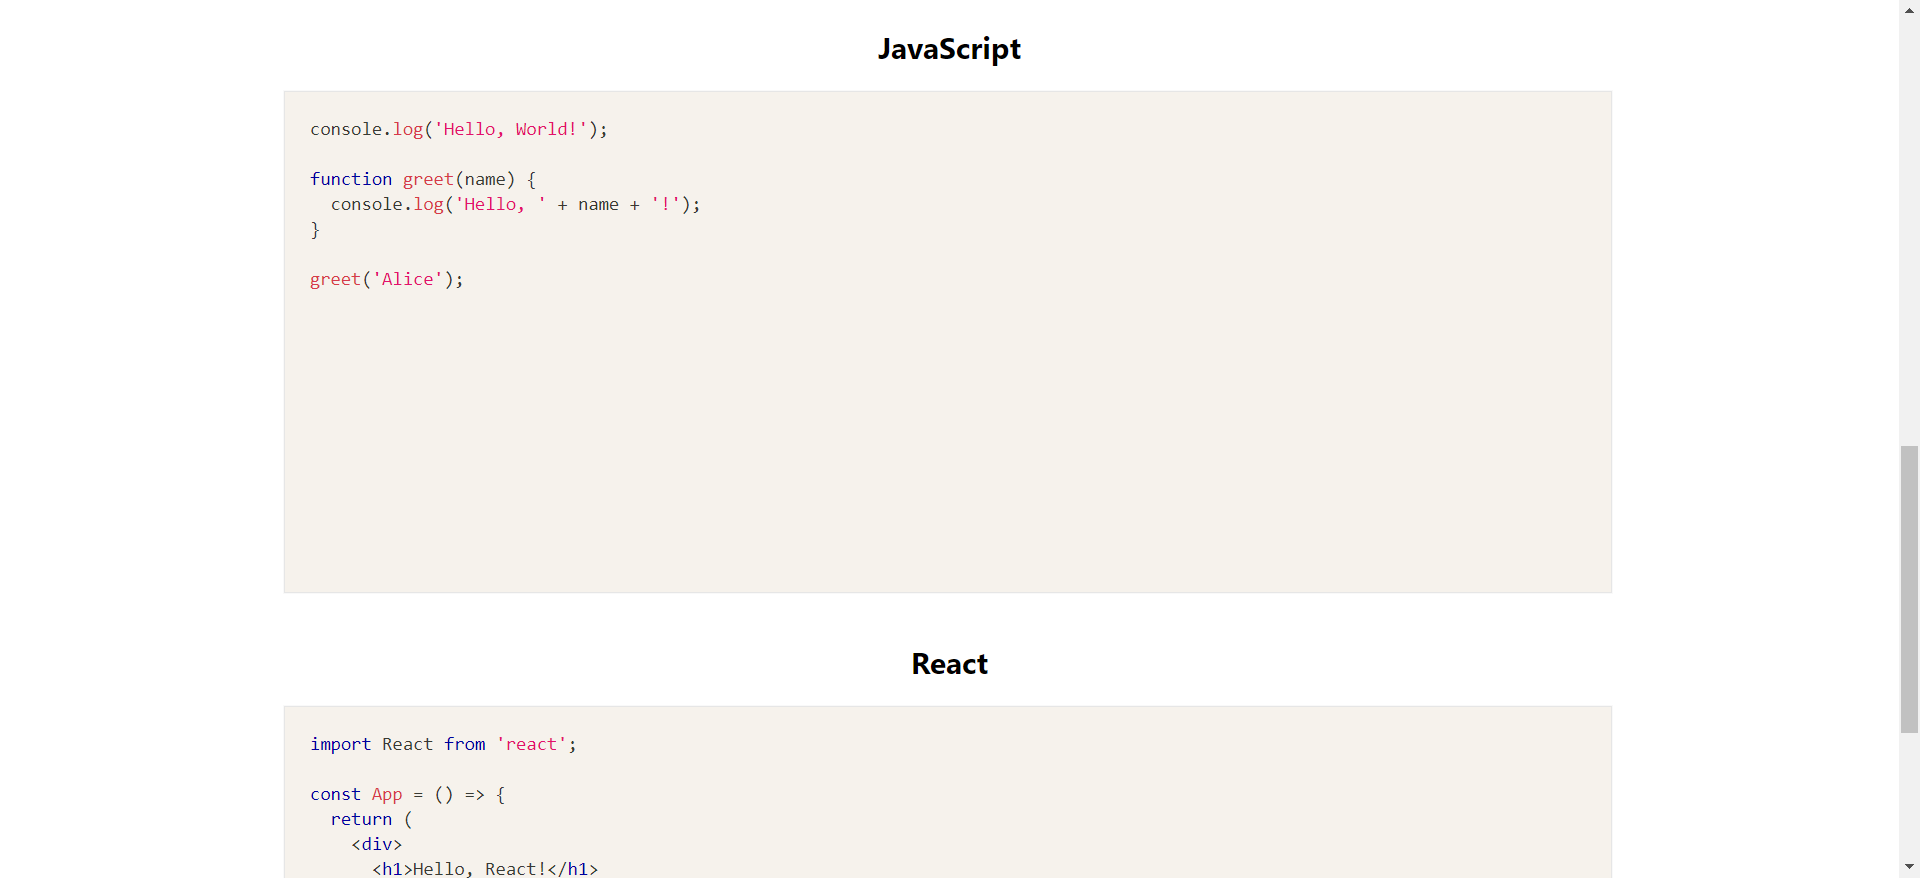 JavaScript
console.log('Hello, World!');
function greet(name) {
  console.log('Hello, ' + name + '!');
}
greet('Alice');
React
import React from 'react';
const App = () => {
  return (
    <div>
      <h1>Hello, React!</h1>